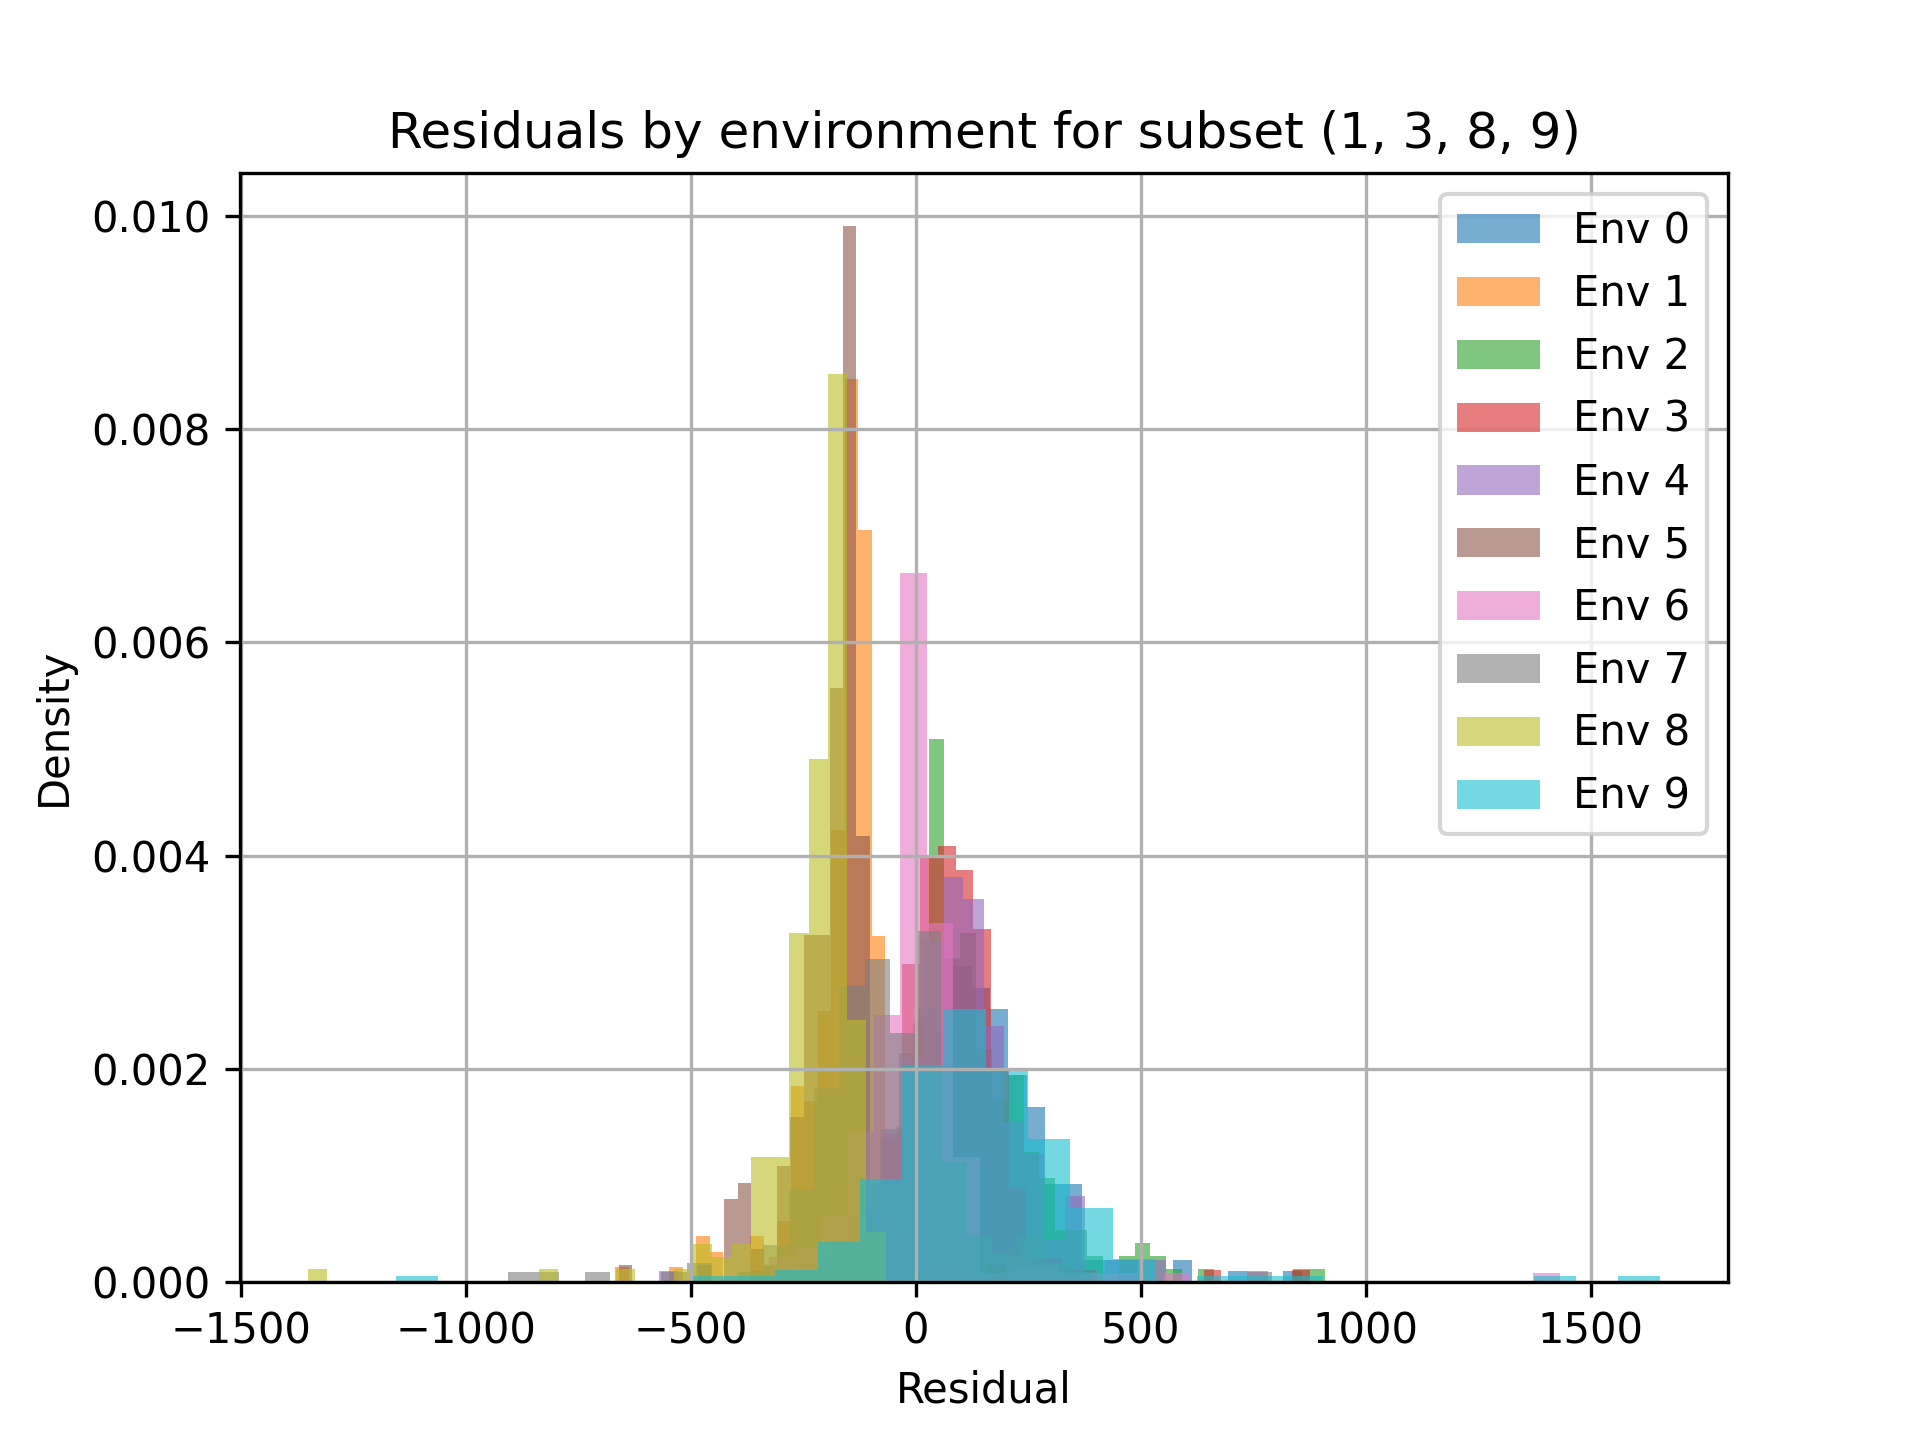 Residuals by environment for subset (1, 3, 8, 9)
0.010
0.008
0.006
0.004
0.002
0.000
Density
−1500
−1000
−500
0
500
1000
1500
Residual
Env 0
Env 1
Env 2
Env 3
Env 4
Env 5
Env 6
Env 7
Env 8
Env 9